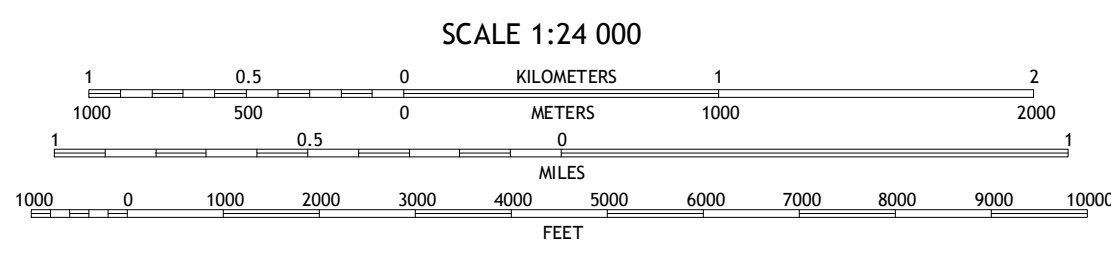 SCALE 1:24 000
1 0.5 0 KILOMETERS 1 2
1000 500 0 METERS 1000 2000
1 0.5 0 1
MILES
1000 0 1000 2000 3000 4000 5000 6000 7000 8000 9000 10000
FEET